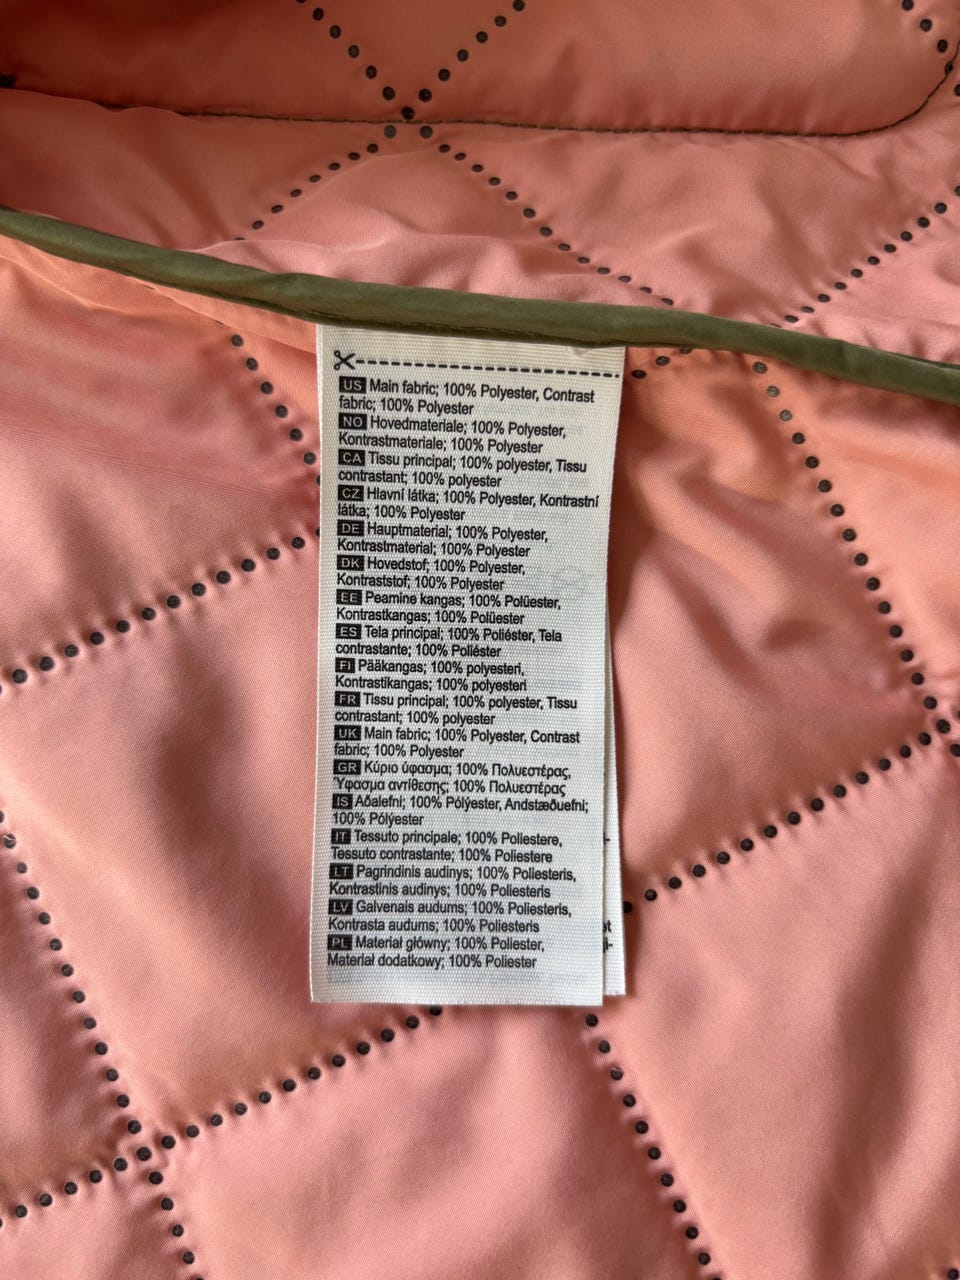 US Main fabric; 100% Polyester, Contrast
fabric; 100% Polyester
NO Hovedmateriale; 100% Polyester,
Kontrastmateriale; 100% Polyester
CA Tissu principal; 100% polyester, Tissu
contrastant; 100% polyester
CZ Hlavní látka; 100% Polyester, Kontrastní
látka; 100% Polyester
DE Hauptmaterial; 100% Polyester,
Kontrastmaterial; 100% Polyester
DK Hovedstof; 100% Polyester,
Kontraststof; 100% Polyester
EE Peamine kangas; 100% Polüester,
Kontrastkangas; 100% Polüester
ES Tela principal; 100% Poliéster, Tela
contrastante; 100% Poliéster
FI Pääkangas; 100% polyesteri,
Kontrastikangas; 100% polyesteri
FR Tissu principal; 100% polyester, Tissu
contrastant; 100% polyester
UK Main fabric; 100% Polyester, Contrast
fabric; 100% Polyester
GR Κύριο ύφασμα; 100% Πολυεστέρας,
Ύφασμα αντίθεσης; 100% Πολυεστέρας
IS Aðalefni; 100% Pólýester, Andstæðuefni;
100% Pólýester
IT Tessuto principale; 100% Poliestere,
Tessuto contrastante; 100% Poliestere
LT Pagrindinis audinys; 100% Poliesteris,
Kontrastinis audinys; 100% Poliesteris
LV Galvenais audums; 100% Poliesteris,
Kontrasta audums; 100% Poliesteris
PL Materiał główny; 100% Poliester,
Materiał dodatkowy; 100% Poliester